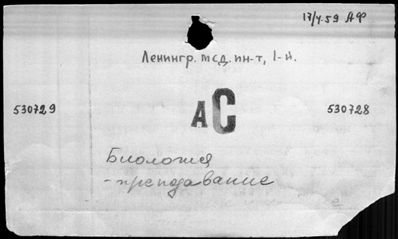 17/V-59 АФ
Ленингр. мед. ин-т, 1-й.
530729 АС 530728
Биология
-преподавание